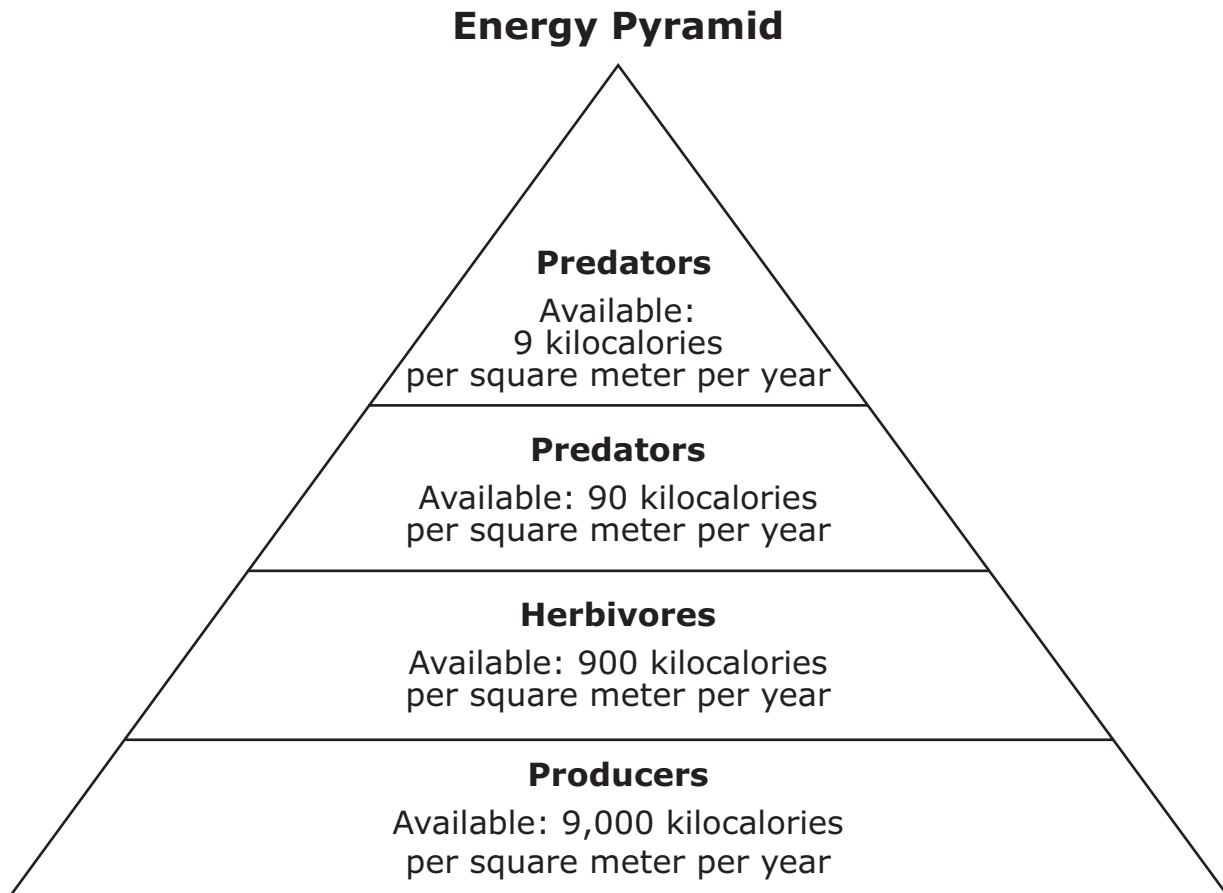 Energy Pyramid
Predators
Available:
9 kilocalories
per square meter per year
Predators
Available: 90 kilocalories
per square meter per year
Herbivores
Available: 900 kilocalories
per square meter per year
Producers
Available: 9,000 kilocalories
per square meter per year